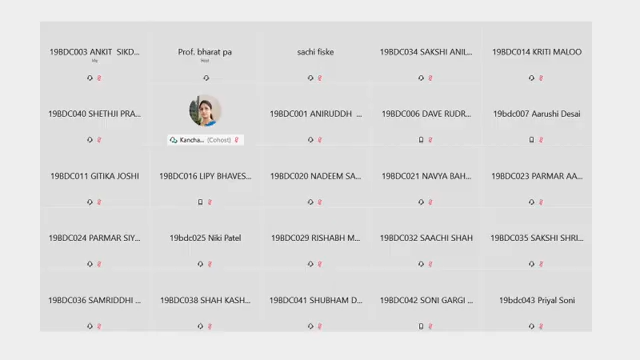 19BDC003 ANKIT SIKD...
Prof. bharat pa
sachi fiske
19BDC034 SAKSHI ANIL...
19BDC014 KRITI MALOO
Host
19BDC040 SHETHJI PRA...
19BDC001 ANIRUDDH ...
19BDC006 DAVE RUDR...
19bdc007 Aarushi Desai
Kancha... (Cohost)
19BDC011 GITIKA JOSHI
19BDC016 LIPY BHAVES...
19BDC020 NADEEM SA...
19BDC021 NAVYA BAH...
19BDC023 PARMAR AA...
19BDC024 PARMAR SIY...
19bdc025 Niki Patel
19BDC029 RISHABH M...
19BDC032 SAACHI SHAH
19BDC035 SAKSHI SHRI...
19BDC036 SAMRIDDHI ...
19BDC038 SHAH KASH...
19BDC041 SHUBHAM D...
19BDC042 SONI GARGI ...
19bdc043 Priyal Soni